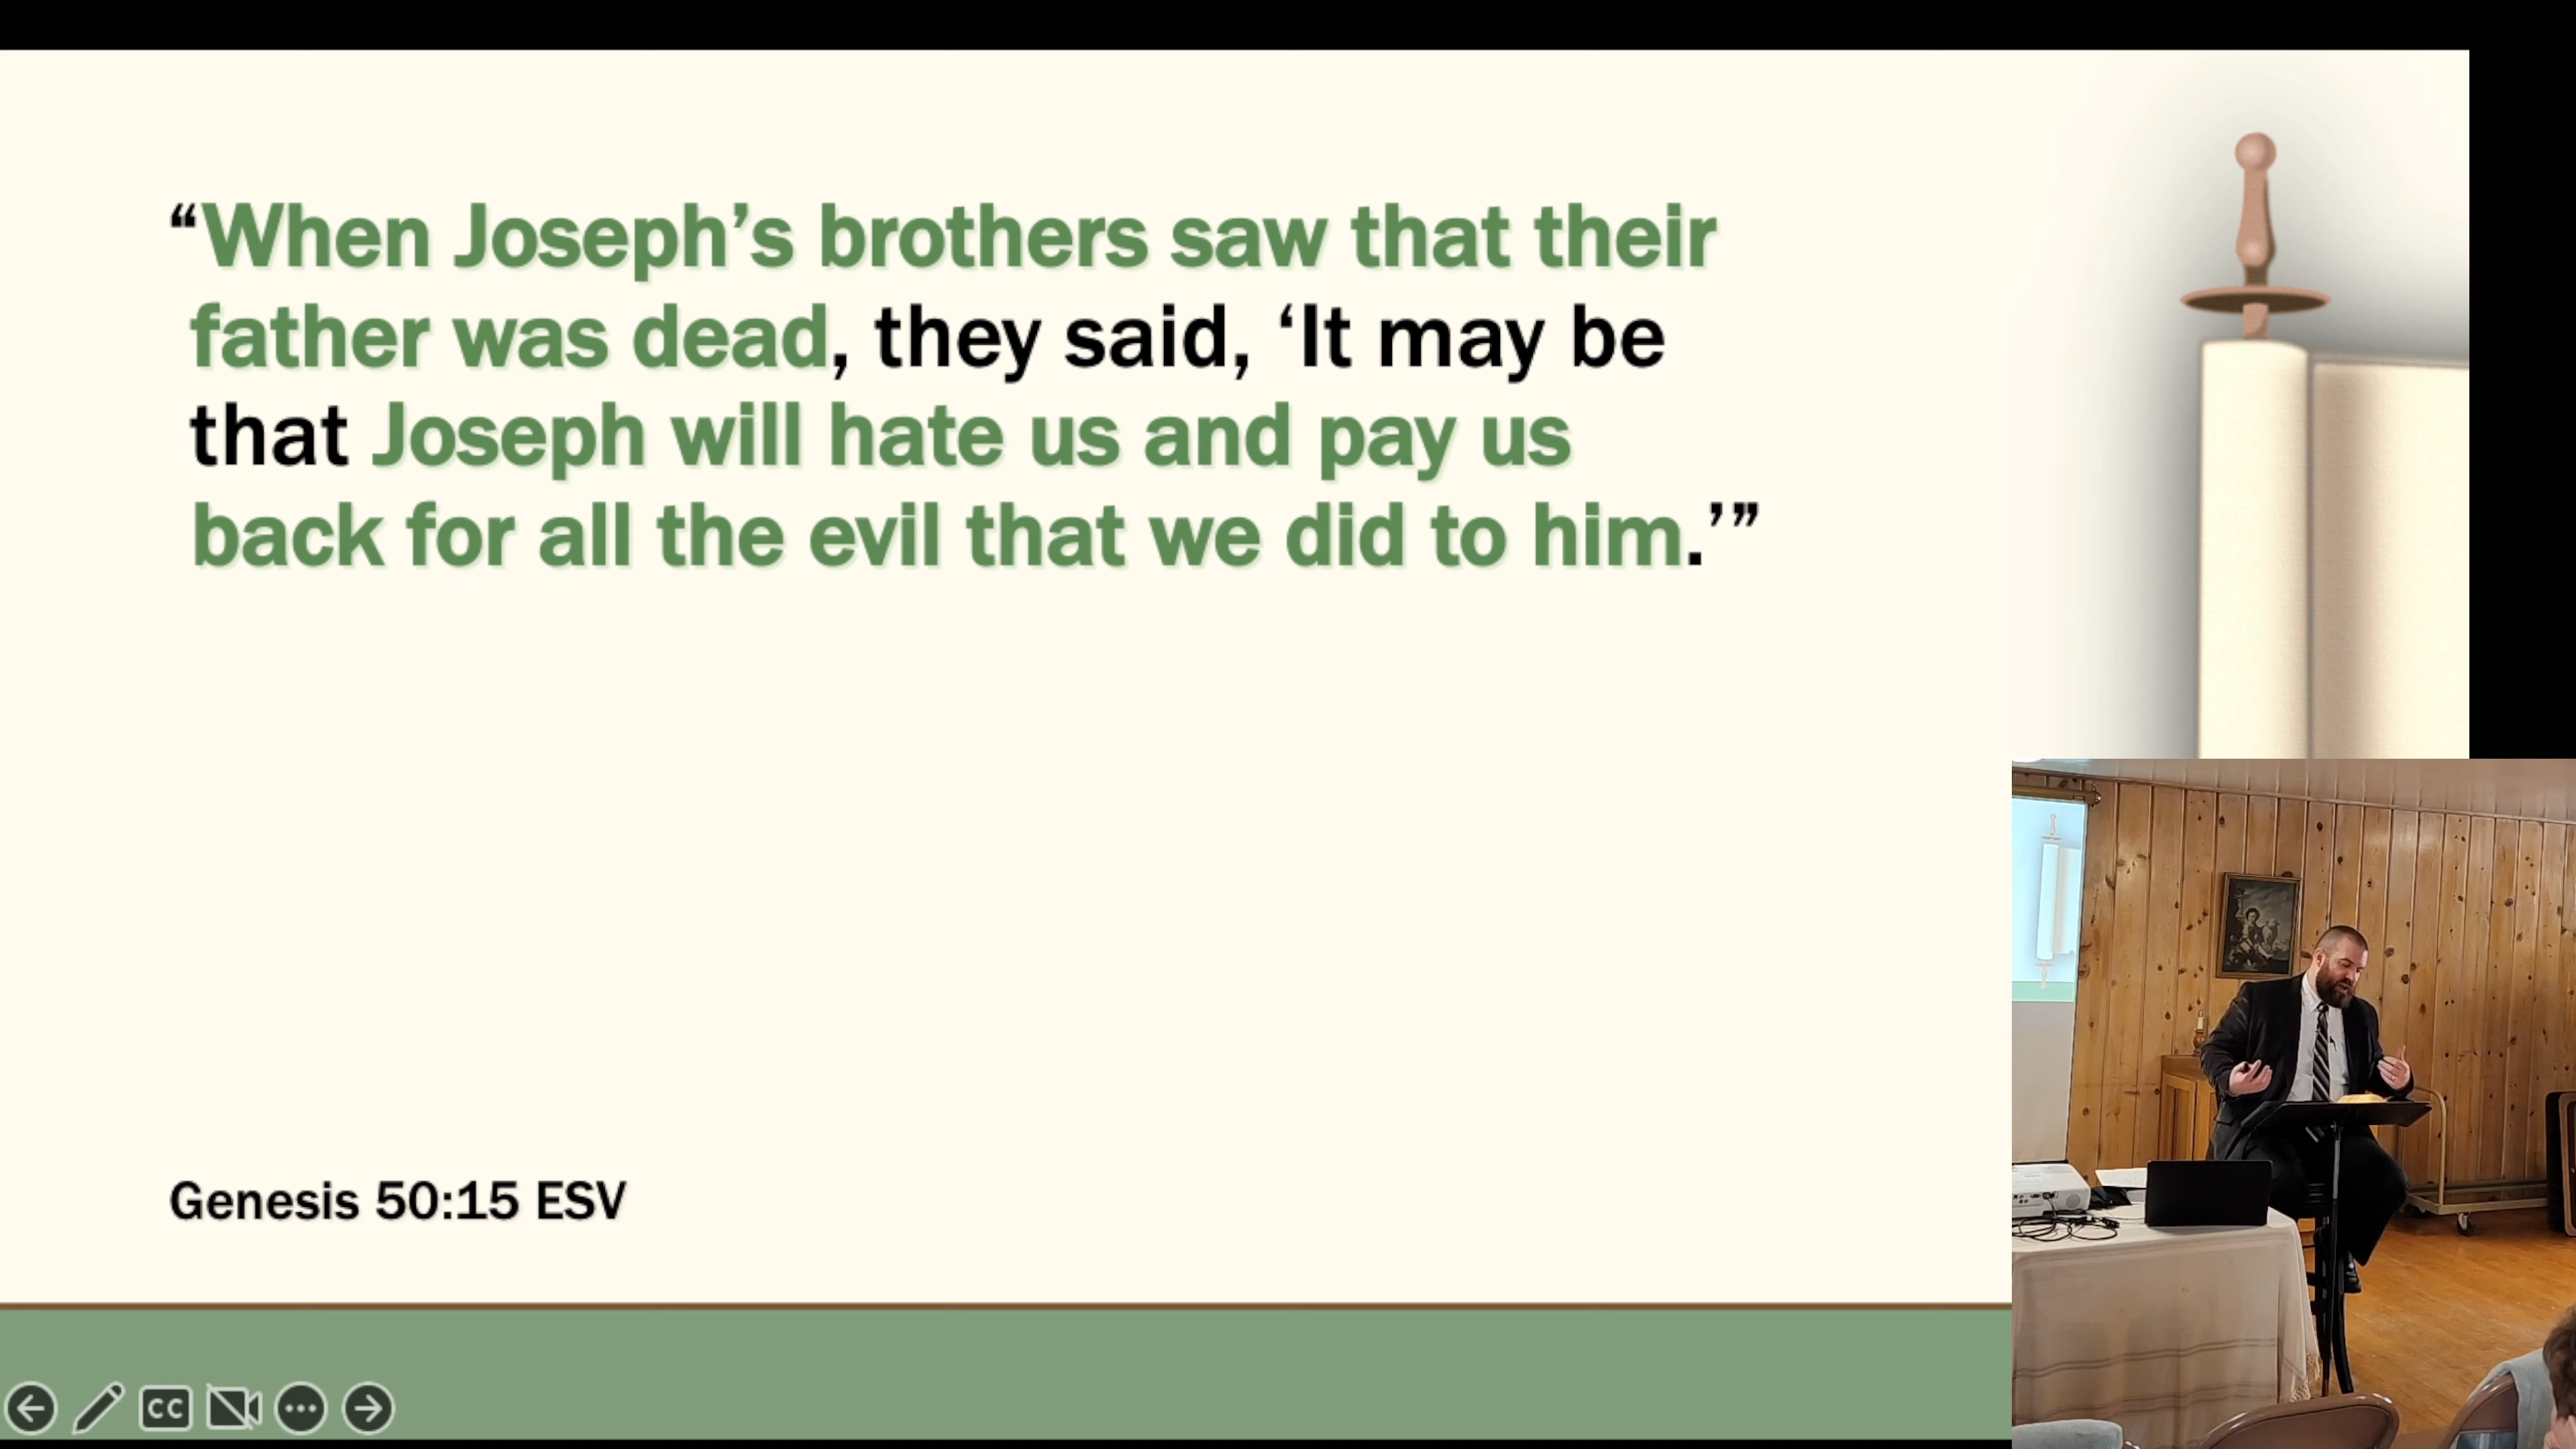 “When Joseph’s brothers saw that their
father was dead, they said, ‘It may be
that Joseph will hate us and pay us
back for all the evil that we did to him.’”
Genesis 50:15 ESV
CC